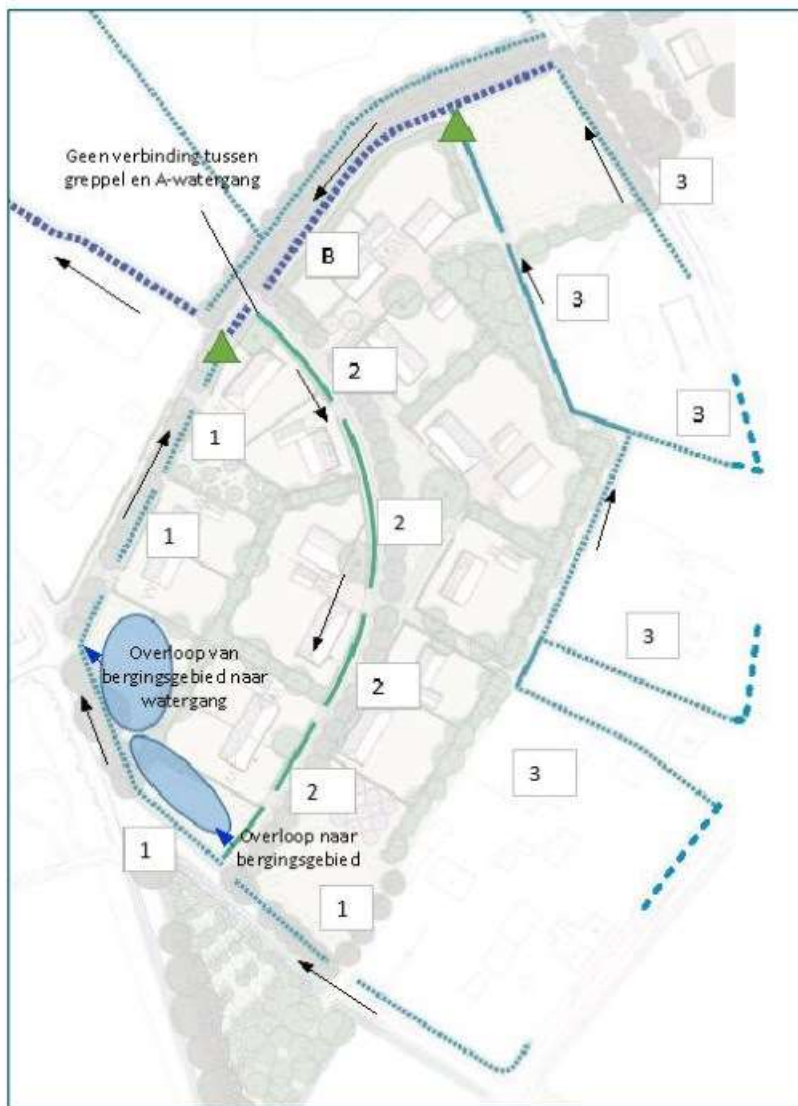 Geen verbinding tussen
greppel en A-watergang
3
B
3
2
3
1
2
1
3
Overloop van
bergingsgebied naar
watergang
2
3
2
Overloop naar
bergingsgebied
1
1